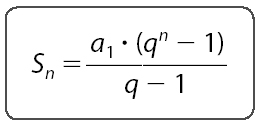 Sₙ = a₁ · (qⁿ − 1) / q − 1